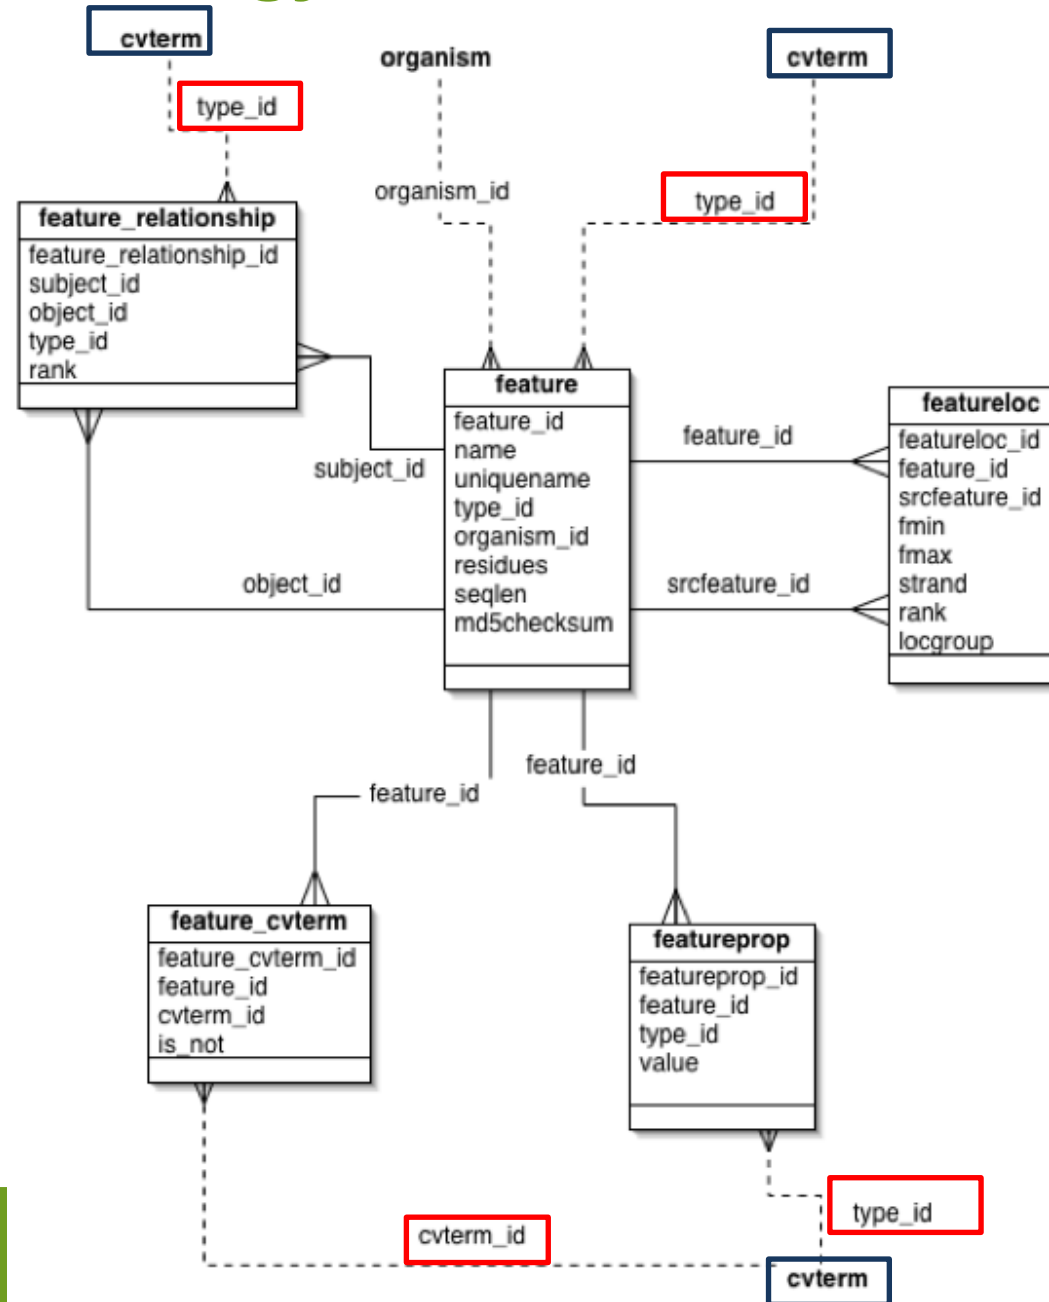 cvterm
organism
cvterm
type_id
organism_id
type_id
feature_relationship
feature_relationship_id
subject_id
object_id
type_id
rank
subject_id
object_id
feature
feature_id
name
uniquename
type_id
organism_id
residues
seqlen
md5checksum
feature_id
srcfeature_id
featureloc
featureloc_id
feature_id
srcfeature_id
fmin
fmax
strand
rank
locgroup
feature_id
feature_id
feature_cvterm
feature_cvterm_id
feature_id
cvterm_id
is_not
featureprop
featureprop_id
feature_id
type_id
value
cvterm_id
type_id
cvterm